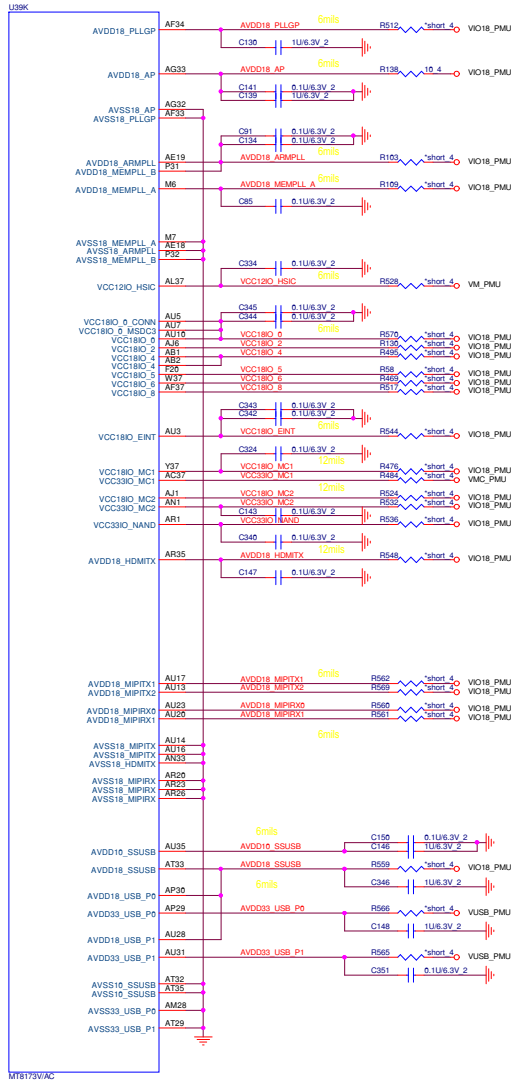 U39K
AVDD18_PLLGP AF34 AVDD18_PLLGP 6mils R512 *short_4 VIO18_PMU
C130 1U/6.3V_2
AVDD18_AP AG33 AVDD18_AP 6mils R138 10_4 VIO18_PMU
C141 0.1U/6.3V_2
C139 1U/6.3V_2
AVSS18_AP AG32
AVSS18_PLLGP AF33
C91 0.1U/6.3V_2
C134 0.1U/6.3V_2
6mils
AVDD18_ARMPLL AE19 AVDD18_ARMPLL R103 *short_4 VIO18_PMU
AVDD18_MEMPLL_B P31
6mils
AVDD18_MEMPLL_A M6 AVDD18_MEMPLL_A R109 *short_4 VIO18_PMU
C85 0.1U/6.3V_2
AVSS18_MEMPLL_A M7
AVSS18_ARMPLL AE18
AVSS18_MEMPLL_B P32
C334 0.1U/6.3V_2
6mils
VCC12IO_HSIC AL37 VCC12IO_HSIC R528 *short_4 VM_PMU
C345 0.1U/6.3V_2
C344 0.1U/6.3V_2
VCC18IO_0_CONN AU5
6mils
VCC18IO_0_MSDC3 AU7
VCC18IO_0 AU10 VCC18IO_0 R570 *short_4 VIO18_PMU
VCC18IO_2 AJ6 VCC18IO_2 R130 *short_4 VIO18_PMU
VCC18IO_4 AB1 VCC18IO_4 R495 *short_4 VIO18_PMU
VCC18IO_4 AB2
VCC18IO_5 F20 VCC18IO_5 R58 *short_4 VIO18_PMU
VCC18IO_6 W37 VCC18IO_6 R469 *short_4 VIO18_PMU
VCC18IO_8 AF37 VCC18IO_8 R517 *short_4 VIO18_PMU
C343 0.1U/6.3V_2
C342 0.1U/6.3V_2
6mils
VCC18IO_EINT AU3 VCC18IO_EINT R544 *short_4 VIO18_PMU
C324 0.1U/6.3V_2
12mils
VCC18IO_MC1 Y37 VCC18IO_MC1 R476 *short_4 VIO18_PMU
VCC33IO_MC1 AC37 VCC33IO_MC1 R484 *short_4 VMC_PMU
12mils
VCC18IO_MC2 AJ1 VCC18IO_MC2 R524 *short_4 VIO18_PMU
VCC33IO_MC2 AN1 VCC33IO_MC2 R532 *short_4 VIO18_PMU
C143 0.1U/6.3V_2
VCC33IO_NAND AR1 VCC33IO_NAND R536 *short_4 VIO18_PMU
C340 0.1U/6.3V_2
12mils
AVDD18_HDMITX AR35 AVDD18_HDMITX R548 *short_4 VIO18_PMU
C147 0.1U/6.3V_2
6mils
AVDD18_MIPITX1 AU17 AVDD18_MIPITX1 R562 *short_4 VIO18_PMU
AVDD18_MIPITX2 AU13 AVDD18_MIPITX2 R569 *short_4 VIO18_PMU
AVDD18_MIPIRX0 AU23 AVDD18_MIPIRX0 R560 *short_4 VIO18_PMU
AVDD18_MIPIRX1 AU20 AVDD18_MIPIRX1 R561 *short_4 VIO18_PMU
6mils
AVSS18_MIPITX AU14
AVSS18_MIPITX AU16
AVSS18_HDMITX AN33
AVSS18_MIPIRX AR20
AVSS18_MIPIRX AR23
AVSS18_MIPIRX AR26
6mils C150 0.1U/6.3V_2
AVDD10_SSUSB AU35 AVDD10_SSUSB C146 1U/6.3V_2
AVDD18_SSUSB AT33 AVDD18_SSUSB R559 *short_4 VIO18_PMU
6mils C346 1U/6.3V_2
AVDD18_USB_P0 AP30
AVDD33_USB_P0 AP29 AVDD33_USB_P0 R566 *short_4 VUSB_PMU
C148 1U/6.3V_2
AVDD18_USB_P1 AU28
AVDD33_USB_P1 AU31 AVDD33_USB_P1 R565 *short_4 VUSB_PMU
C351 0.1U/6.3V_2
AVSS10_SSUSB AT32
AVSS10_SSUSB AT35
AVSS33_USB_P0 AM28
AVSS33_USB_P1 AT29
MT8173V/AC